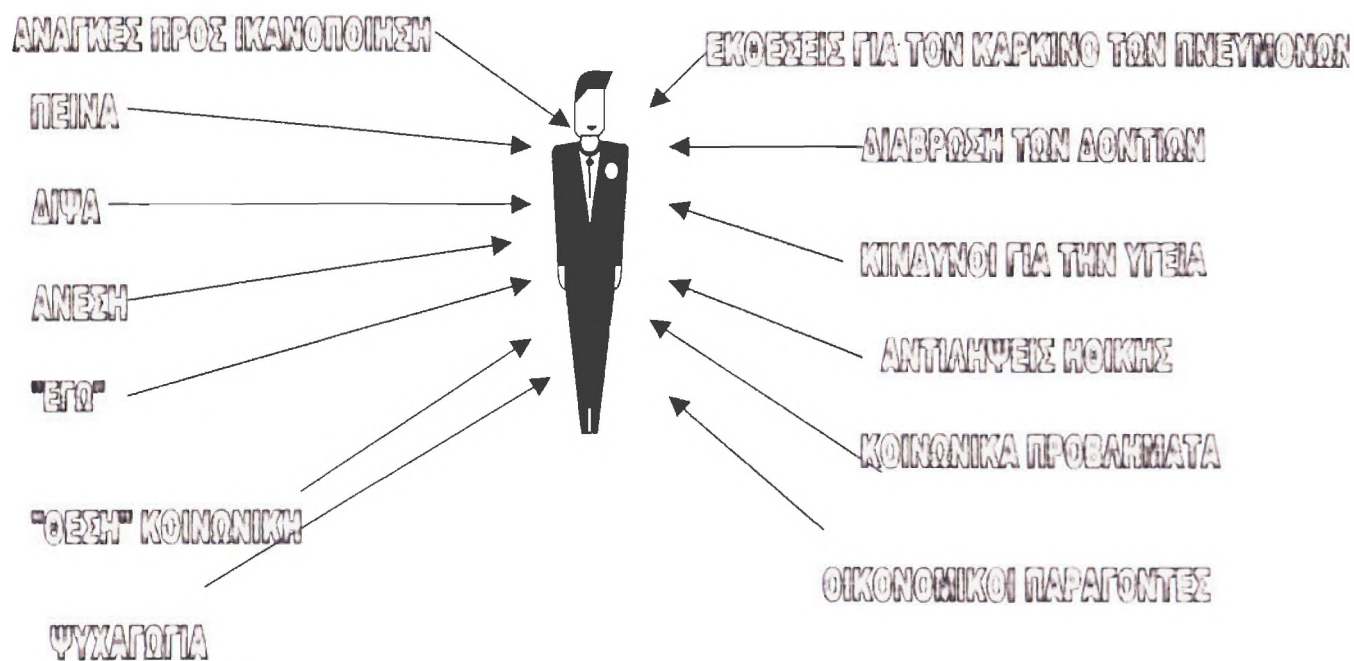 ΑΝΑΓΚΕΣ ΠΡΟΣ ΙΚΑΝΟΠΟΙΗΣΗ
ΠΕΙΝΑ
ΔΙΨΑ
ΑΝΕΣΗ
"ΕΓΩ"
"ΘΕΣΗ" ΚΟΙΝΩΝΙΚΗ
ΨΥΧΑΓΩΓΙΑ
ΕΚΘΕΣΕΙΣ ΓΙΑ ΤΟΝ ΚΑΡΚΙΝΟ ΤΩΝ ΠΝΕΥΜΟΝΩΝ
ΔΙΑΒΡΩΣΗ ΤΩΝ ΔΟΝΤΙΩΝ
ΚΙΝΔΥΝΟΙ ΓΙΑ ΤΗΝ ΥΓΕΙΑ
ΑΝΤΙΛΗΨΕΙΣ ΗΘΙΚΗΣ
ΚΟΙΝΩΝΙΚΑ ΠΡΟΒΛΗΜΑΤΑ
ΟΙΚΟΝΟΜΙΚΟΙ ΠΑΡΑΓΟΝΤΕΣ